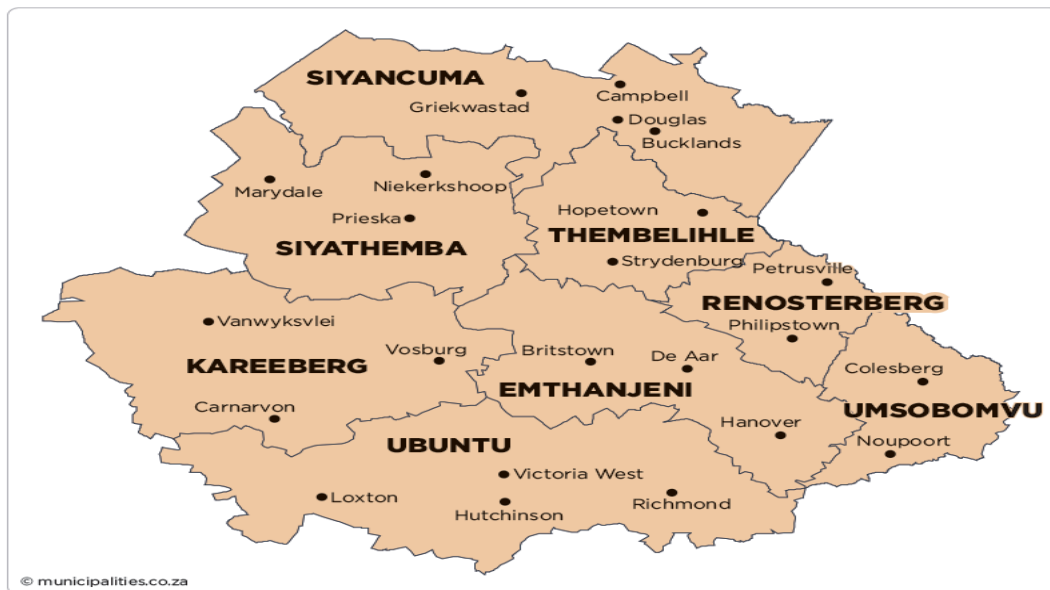 SIYANCUMA
Griekwastad
Campbell
Douglas
Bucklands
Marydale
Niekerkshoop
Prieska
SIYATHEMBA
Hopetown
THEMBELIHLE
Strydenburg
Petrusville
RENOSTERBERG
Philipstown
Vanwyksvlei
Vosburg
KAREEBERG
Carnarvon
Britstown
De Aar
EMTHANJENI
Hanover
Colesberg
UMSOBOMVU
Noupoort
UBUNTU
Victoria West
Loxton
Hutchinson
Richmond
© municipalities.co.za